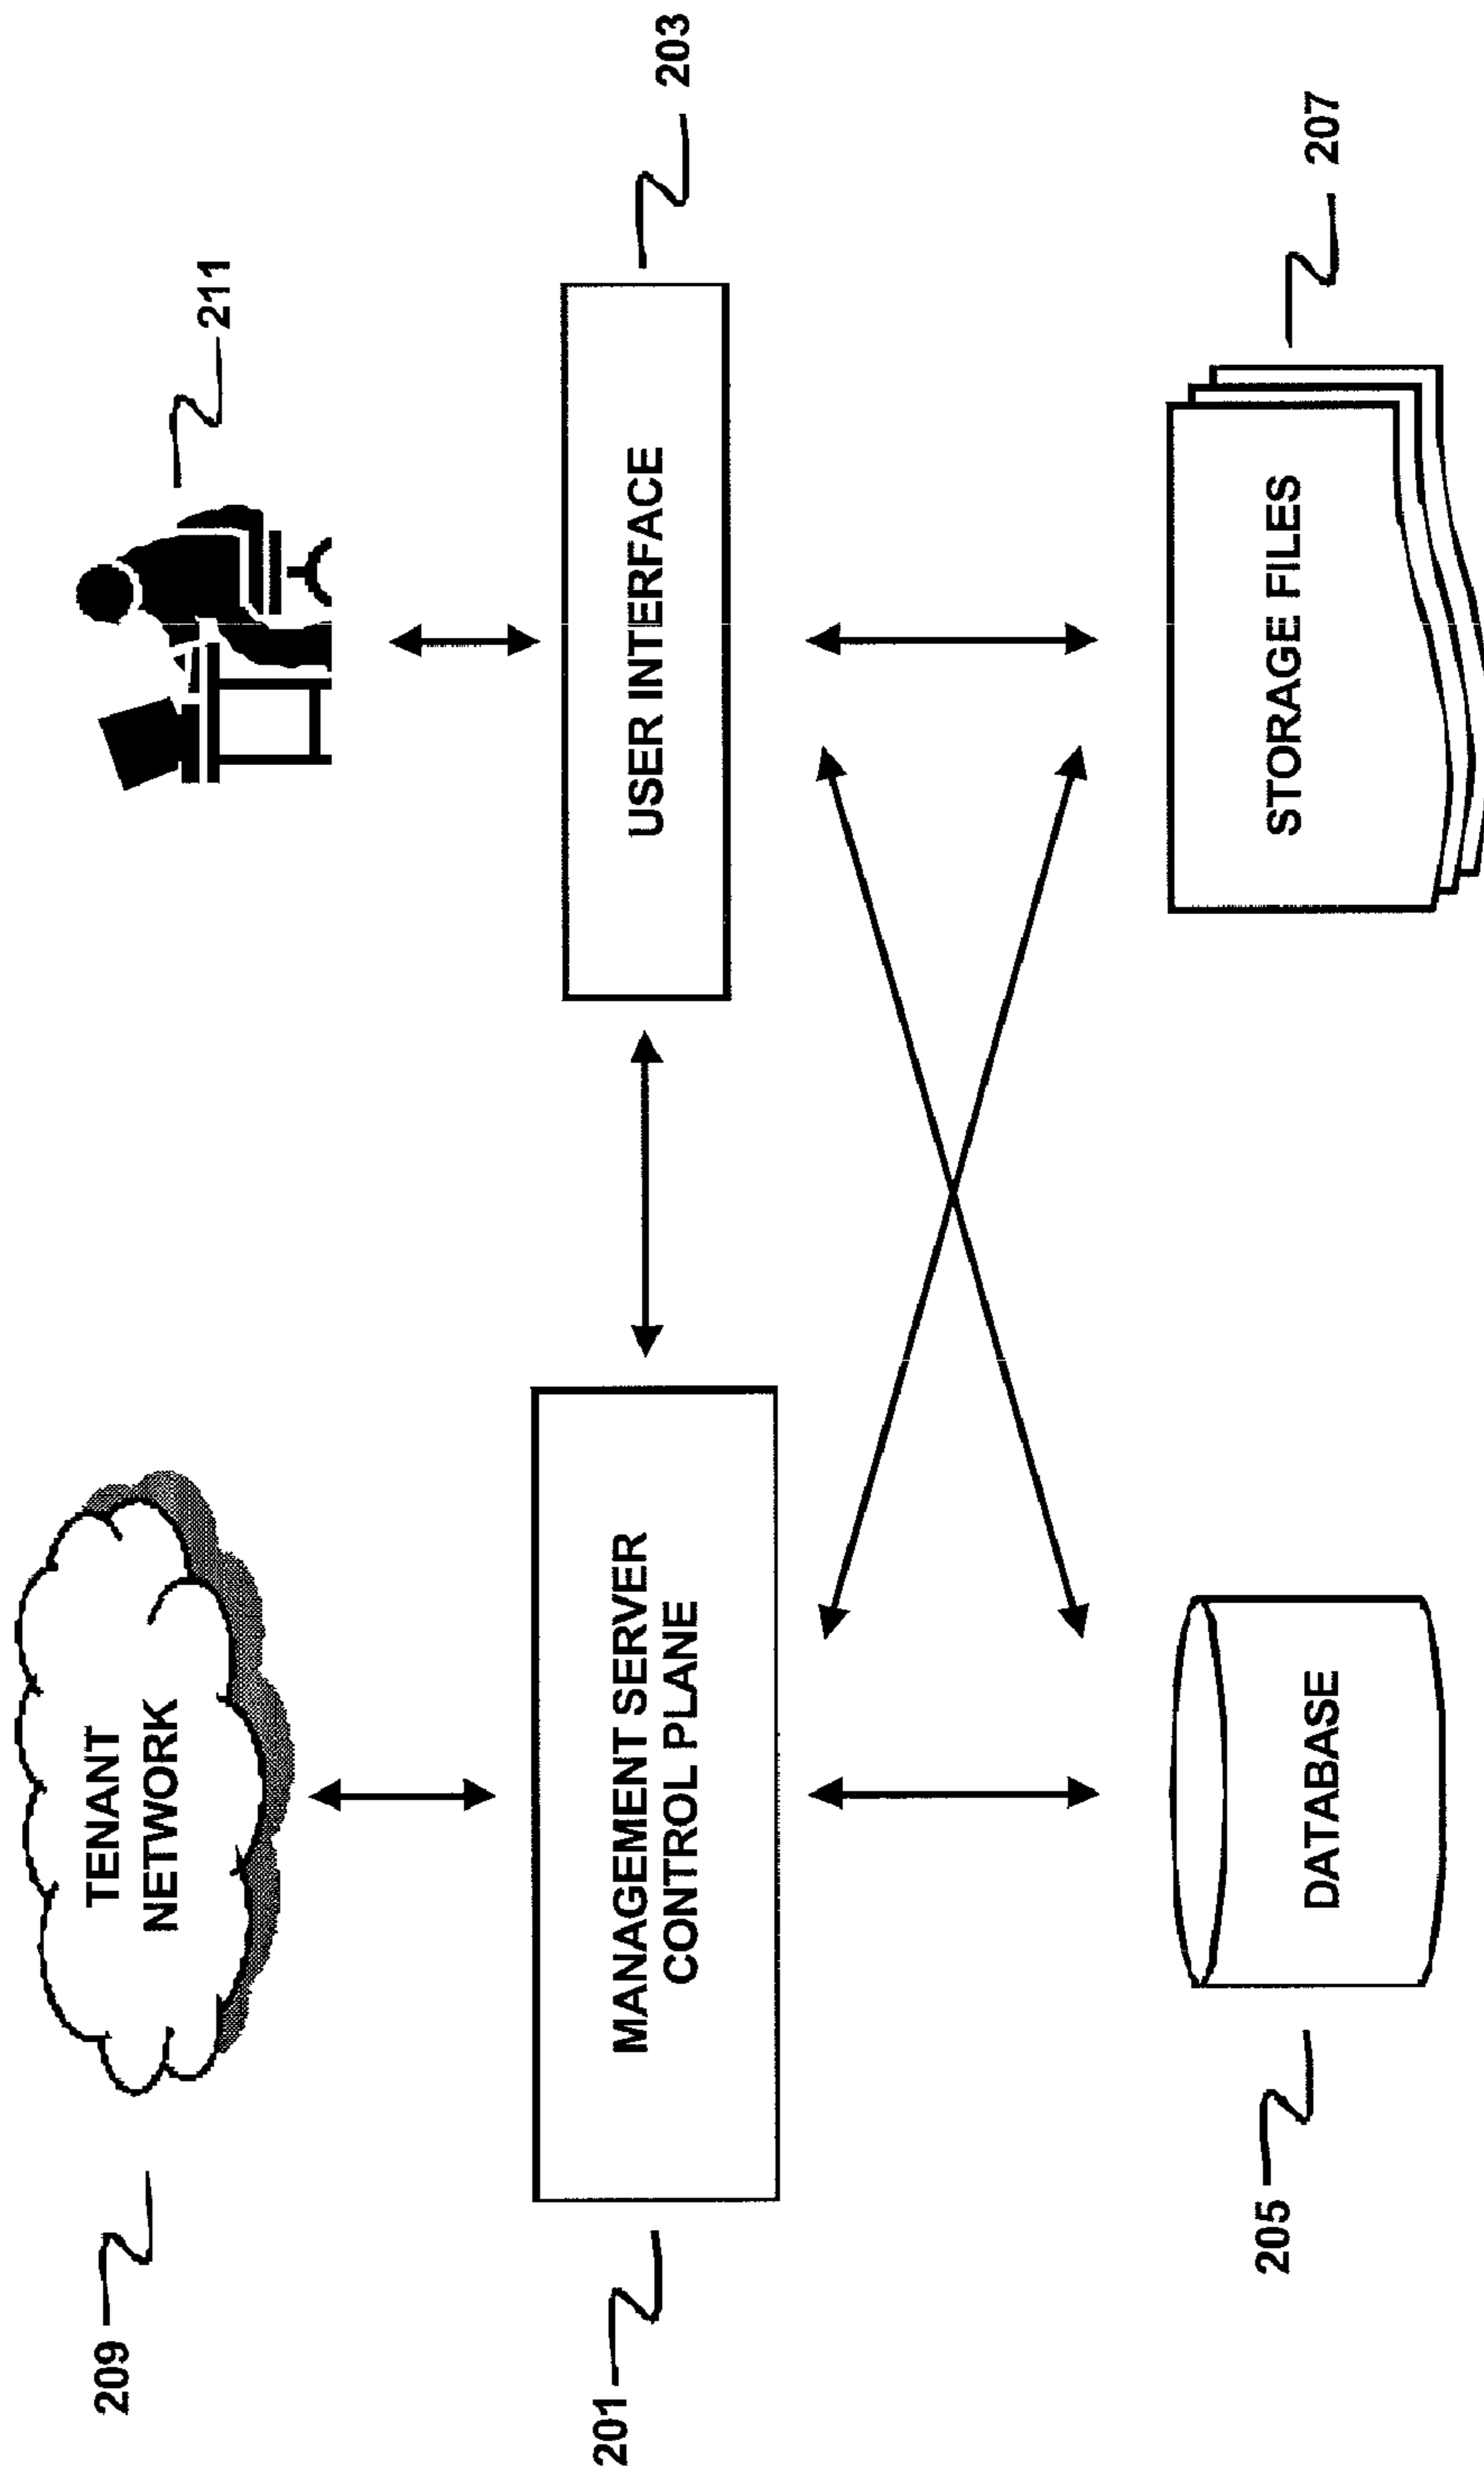 209
TENANT
NETWORK
211
201
MANAGEMENT SERVER
CONTROL PLANE
USER INTERFACE
203
205
DATABASE
STORAGE FILES
207